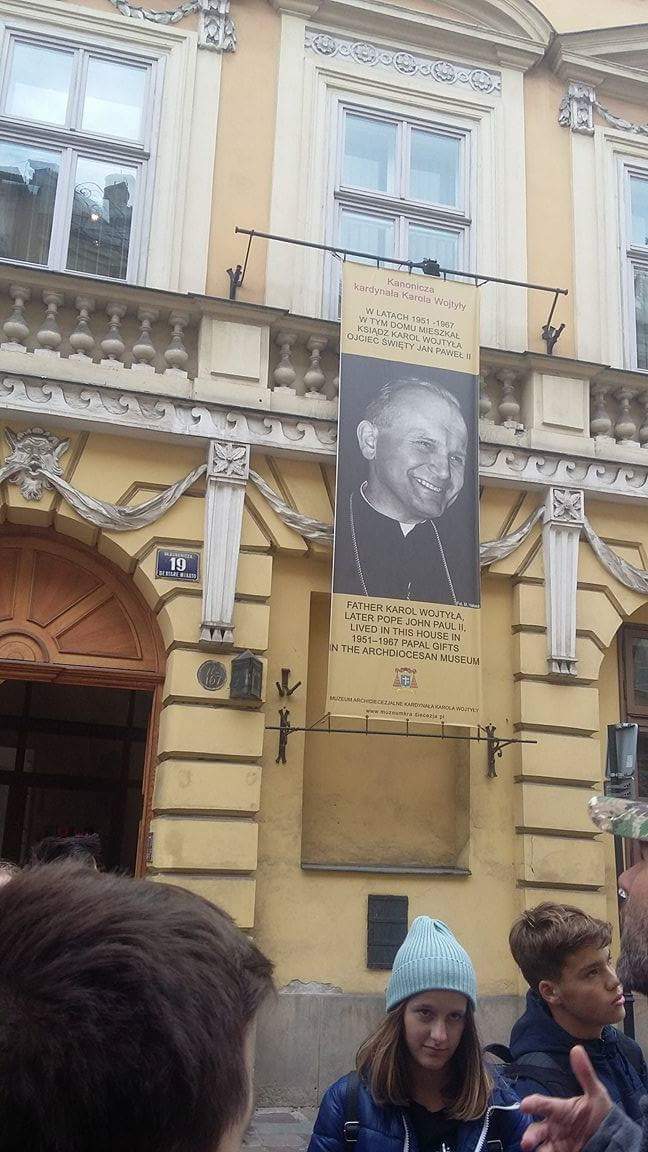 Kanonicza
kardynała Karola Wojtyły
W LATACH 1951-1967
W TYM DOMU MIESZKAŁ
KSIĄDZ KAROL WOJTYŁA
OJCIEC ŚWIĘTY JAN PAWEŁ II
19
FATHER KAROL WOJTYŁA,
LATER POPE JOHN PAUL II,
LIVED IN THIS HOUSE IN
1951–1967 PAPAL GIFTS
IN THE ARCHDIOCESAN MUSEUM
MUZEUM ARCHIDIECEZJALNE KARDYNAŁA KAROLA WOJTYŁY